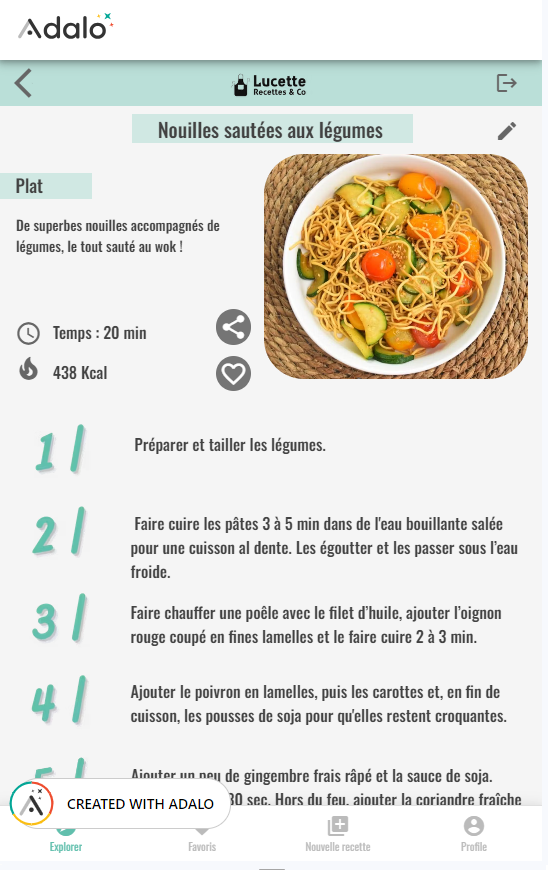 Adalo
Lucette
Recettes & Co
Nouilles sautées aux légumes
Plat
De superbes nouilles accompagnés de
légumes, le tout sauté au wok !
Temps : 20 min
438 Kcal
1 /
Préparer et tailler les légumes.
2 /
Faire cuire les pâtes 3 à 5 min dans de l'eau bouillante salée
pour une cuisson al dente. Les égoutter et les passer sous l’eau
froide.
3 /
Faire chauffer une poêle avec le filet d’huile, ajouter l’oignon
rouge coupé en fines lamelles et le faire cuire 2 à 3 min.
4 /
Ajouter le poivron en lamelles, puis les carottes et, en fin de
cuisson, les pousses de soja pour qu'elles restent croquantes.
5 /
Ajouter un peu de gingembre frais râpé et la sauce de soja.
30 sec. Hors du feu, ajouter la coriandre fraîche
CREATED WITH ADALO
Explorer
Favoris
Nouvelle recette
Profile